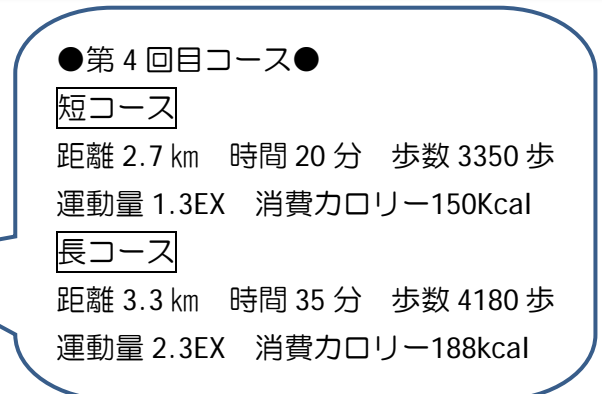 ●第4回目コース●
短コース
距離 2.7 ㎞　時間 20 分　歩数 3350 歩
運動量 1.3EX　消費カロリー150Kcal
長コース
距離 3.3 ㎞　時間 35 分　歩数 4180 歩
運動量 2.3EX　消費カロリー188kcal